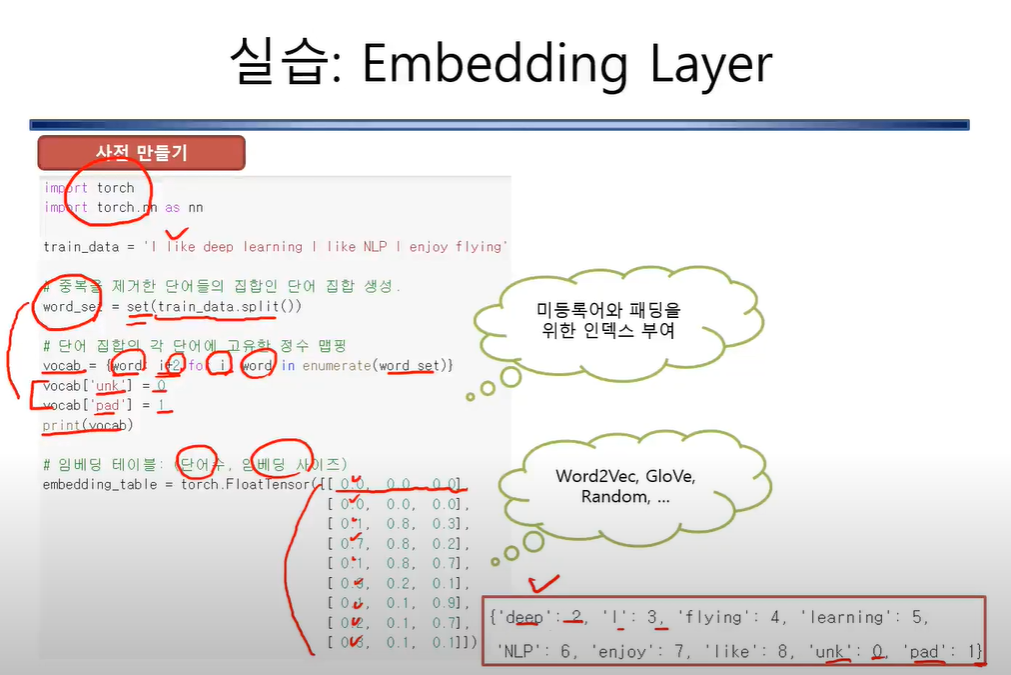 실습: Embedding Layer
사전 만들기
import torch
import torch.nn as nn
train_data = 'I like deep learning I like NLP I enjoy flying'
# 중복을 제거한 단어들의 집합인 단어 집합 생성.
word_set = set(train_data.split())
# 단어 집합의 각 단어에 고유한 정수 맵핑
vocab = {word: i+2 for i, word in enumerate(word_set)}
vocab['unk'] = 0
vocab['pad'] = 1
print(vocab)
# 임베딩 테이블: (단어수, 임베딩 사이즈)
embedding_table = torch.FloatTensor([[ 0.0, 0.0, 0.0],
[ 0.0, 0.0, 0.0],
[ 0.1, 0.8, 0.3],
[ 0.7, 0.8, 0.2],
[ 0.1, 0.8, 0.7],
[ 0.3, 0.2, 0.1],
[ 0.1, 0.1, 0.9],
[ 0.2, 0.1, 0.7],
[ 0.3, 0.1, 0.1]])
미등록어와 패딩을
위한 인덱스 부여
Word2Vec, GloVe,
Random, ...
{'deep': 2, 'I': 3, 'flying': 4, 'learning': 5,
'NLP': 6, 'enjoy': 7, 'like': 8, 'unk': 0, 'pad': 1}